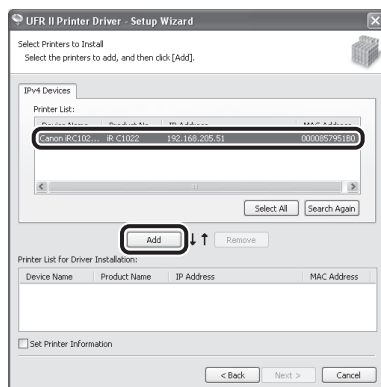 UFR II Printer Driver - Setup Wizard
Select Printers to Install
Select the printers to add, and then click [Add].
IPv4 Devices
Printer List:
Device Name Product Na... IP Address MAC Address
Canon iRC102... iR C1022 192.168.205.51 000085795180
Select All Search Again
Add Remove
Printer List for Driver Installation:
Device Name Product Name IP Address MAC Address
Set Printer Information
< Back Next > Cancel